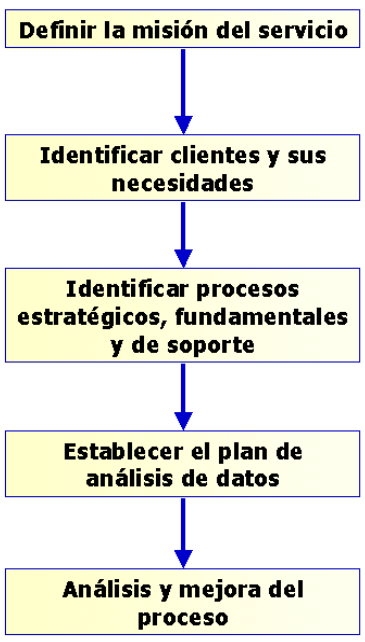 Definir la misión del servicio
Identificar clientes y sus
necesidades
Identificar procesos
estratégicos, fundamentales
y de soporte
Establecer el plan de
análisis de datos
Análisis y mejora del
proceso